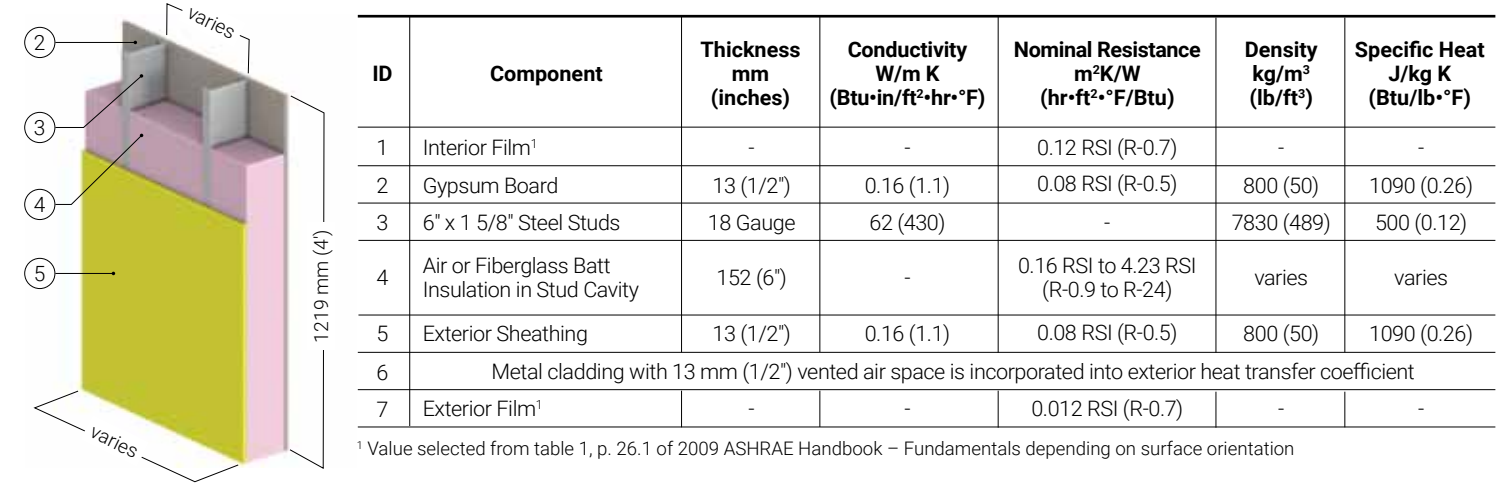 varies
2
3
4
5
1219 mm (4')
varies
ID Component Thickness mm (inches) Conductivity W/m K (Btu•in/ft²•hr•°F) Nominal Resistance m²K/W (hr•ft²•°F/Btu) Density kg/m³ (lb/ft³) Specific Heat J/kg K (Btu/lb•°F)
1 Interior Film¹ - - 0.12 RSI (R-0.7) - -
2 Gypsum Board 13 (1/2") 0.16 (1.1) 0.08 RSI (R-0.5) 800 (50) 1090 (0.26)
3 6" x 1 5/8" Steel Studs 18 Gauge 62 (430) - 7830 (489) 500 (0.12)
4 Air or Fiberglass Batt Insulation in Stud Cavity 152 (6") - 0.16 RSI to 4.23 RSI (R-0.9 to R-24) varies varies
5 Exterior Sheathing 13 (1/2") 0.16 (1.1) 0.08 RSI (R-0.5) 800 (50) 1090 (0.26)
6 Metal cladding with 13 mm (1/2") vented air space is incorporated into exterior heat transfer coefficient
7 Exterior Film¹ - - 0.012 RSI (R-0.7) - -
¹ Value selected from table 1, p. 26.1 of 2009 ASHRAE Handbook – Fundamentals depending on surface orientation